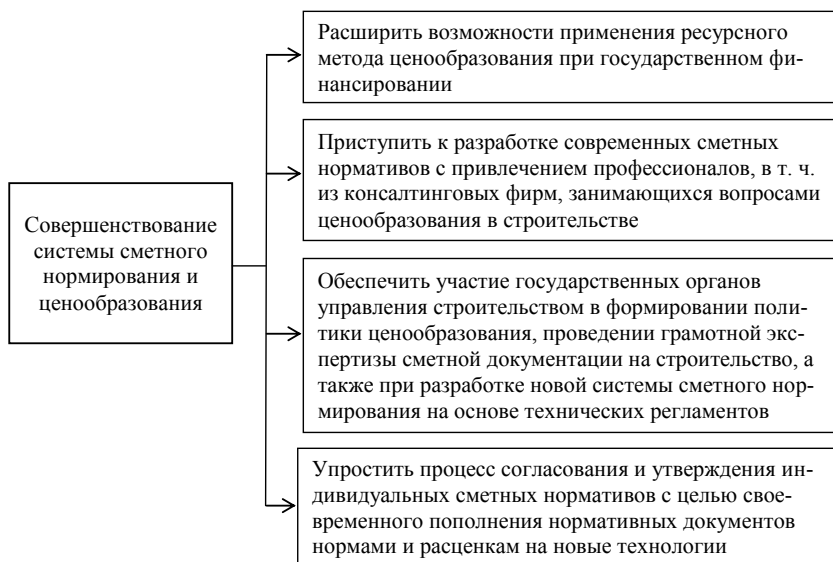 Расширить возможности применения ресурсного
метода ценообразования при государственном фи-
нансировании
Приступить к разработке современных сметных
нормативов с привлечением профессионалов, в т. ч.
из консалтинговых фирм, занимающихся вопросами
ценообразования в строительстве
Совершенствование
системы сметного
нормирования и
ценообразования
Обеспечить участие государственных органов
управления строительством в формировании поли-
тики ценообразования, проведении грамотной экс-
пертизы сметной документации на строительство, а
также при разработке новой системы сметного нор-
мирования на основе технических регламентов
Упростить процесс согласования и утверждения ин-
дивидуальных сметных нормативов с целью свое-
временного пополнения нормативных документов
нормами и расценкам на новые технологии